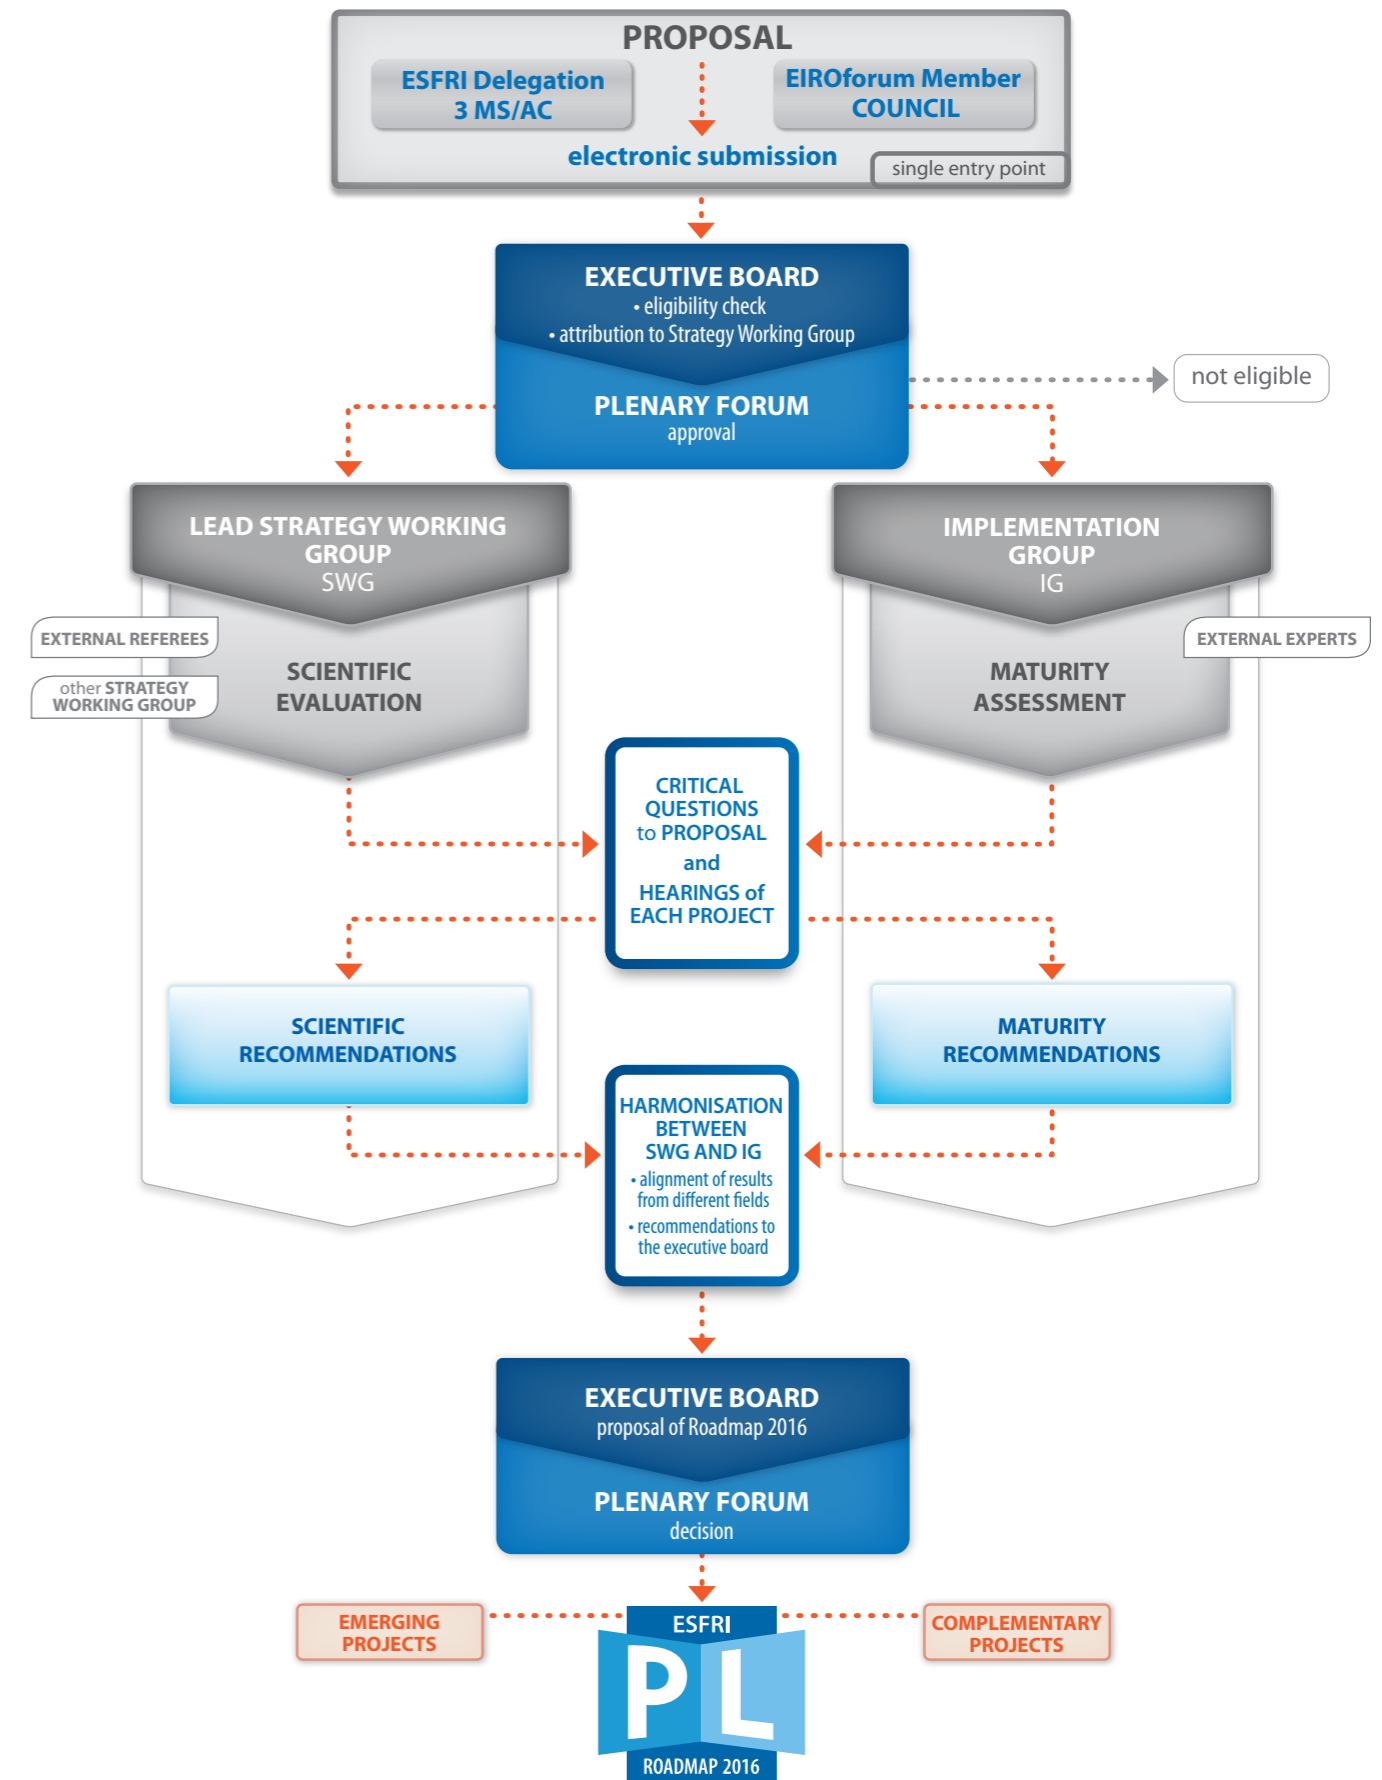 PROPOSAL
ESFRI Delegation
3 MS/AC
EIROforum Member
COUNCIL
electronic submission
single entry point
EXECUTIVE BOARD
• eligibility check
• attribution to Strategy Working Group
PLENARY FORUM
approval
not eligible
LEAD STRATEGY WORKING
GROUP
SWG
EXTERNAL REFEREES
other STRATEGY
WORKING GROUP
SCIENTIFIC
EVALUATION
IMPLEMENTATION
GROUP
IG
EXTERNAL EXPERTS
MATURITY
ASSESSMENT
CRITICAL
QUESTIONS
to PROPOSAL
and
HEARINGS of
EACH PROJECT
SCIENTIFIC
RECOMMENDATIONS
MATURITY
RECOMMENDATIONS
HARMONISATION
BETWEEN
SWG AND IG
• alignment of results
from different fields
• recommendations to
the executive board
EXECUTIVE BOARD
proposal of Roadmap 2016
PLENARY FORUM
decision
EMERGING
PROJECTS
ESFRI
PL
ROADMAP 2016
COMPLEMENTARY
PROJECTS